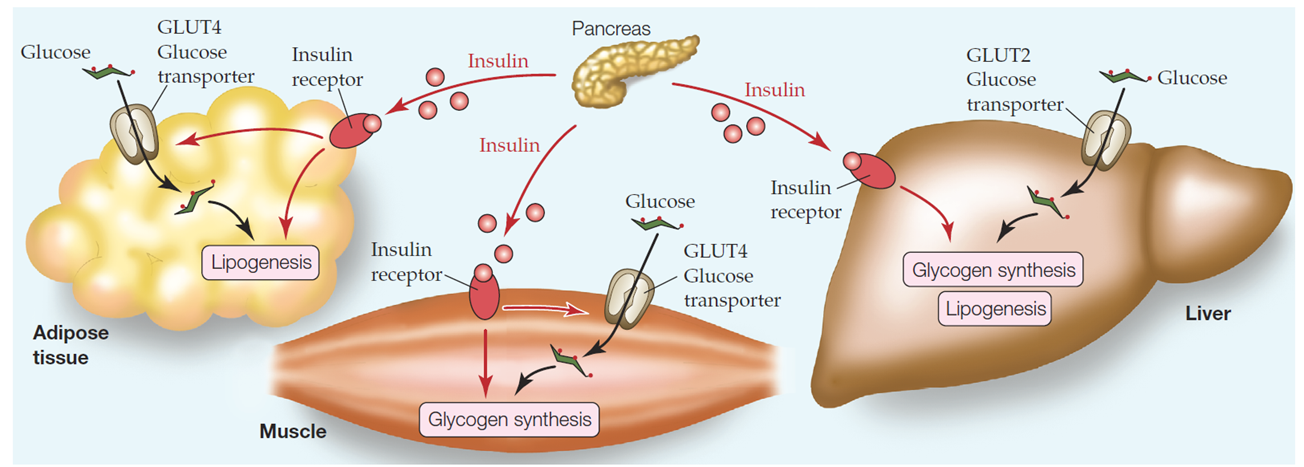 Glucose
GLUT4
Glucose
transporter
Insulin
receptor
Insulin
Pancreas
Insulin
Insulin
GLUT2
Glucose
transporter
Glucose
Lipogenesis
Adipose
tissue
Insulin
receptor
Glucose
GLUT4
Glucose
transporter
Glycogen synthesis
Muscle
Insulin
receptor
Glycogen synthesis
Lipogenesis
Liver